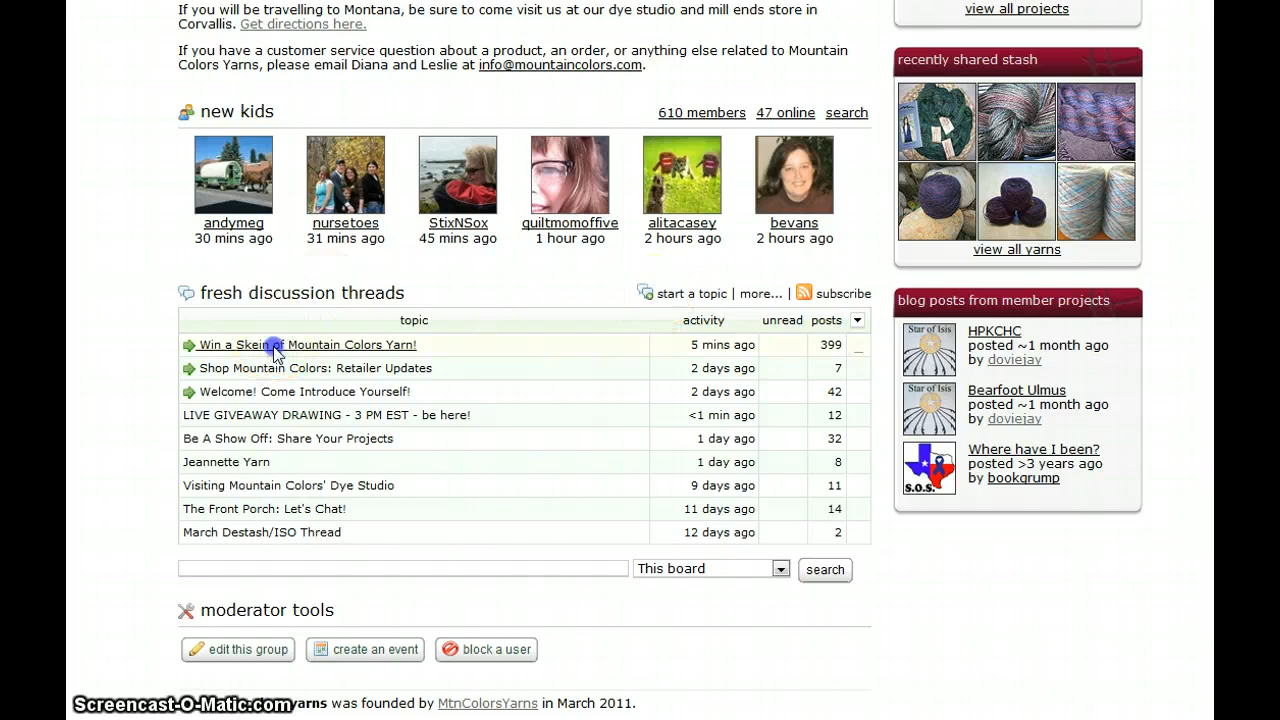 If you will be travelling to Montana, be sure to come visit us at our dye studio and mill ends store in
Corvallis. Get directions here.
If you have a customer service question about a product, an order, or anything else related to Mountain
Colors Yarns, please email Diana and Leslie at info@mountaincolors.com.
new kids
610 members 47 online search
andymeg nursetoes StixNSox quiltmomoffive alitacasey bevans
30 mins ago 31 mins ago 45 mins ago 1 hour ago 2 hours ago 2 hours ago
fresh discussion threads
start a topic | more... | subscribe
topic activity unread posts
Win a Skein of Mountain Colors Yarn! 5 mins ago 399
Shop Mountain Colors: Retailer Updates 2 days ago 7
Welcome! Come Introduce Yourself! 2 days ago 42
LIVE GIVEAWAY DRAWING - 3 PM EST - be here! <1 min ago 12
Be A Show Off: Share Your Projects 1 day ago 32
Jeannette Yarn 1 day ago 8
Visiting Mountain Colors' Dye Studio 9 days ago 11
The Front Porch: Let's Chat! 11 days ago 14
March Destash/ISO Thread 12 days ago 2
This board search
moderator tools
edit this group create an event block a user
yarns was founded by MtnColorsYarns in March 2011.
Screencast-O-Matic.com
view all projects
recently shared stash
view all yarns
blog posts from member projects
Star of Isis
HPKCHC
posted ~1 month ago
by doviejay
Star of Isis
Bearfoot Ulmus
posted ~1 month ago
by doviejay
S.O.S.
Where have I been?
posted >3 years ago
by bookgrump